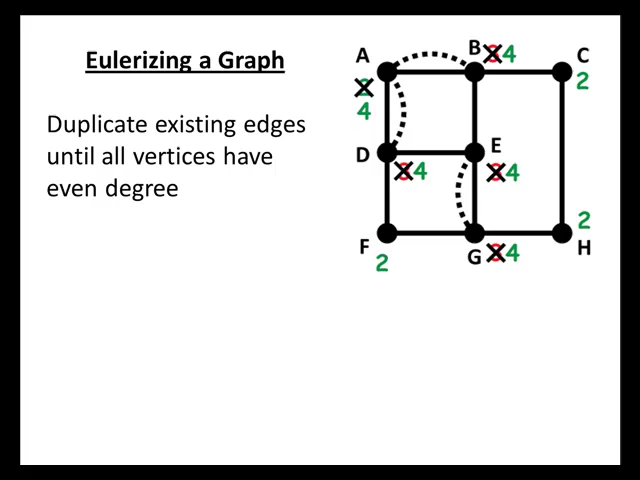 Eulerizing a Graph
Duplicate existing edges
until all vertices have
even degree
A
B
4
C
2
4
D
4
E
4
F
2
G
4
2
H